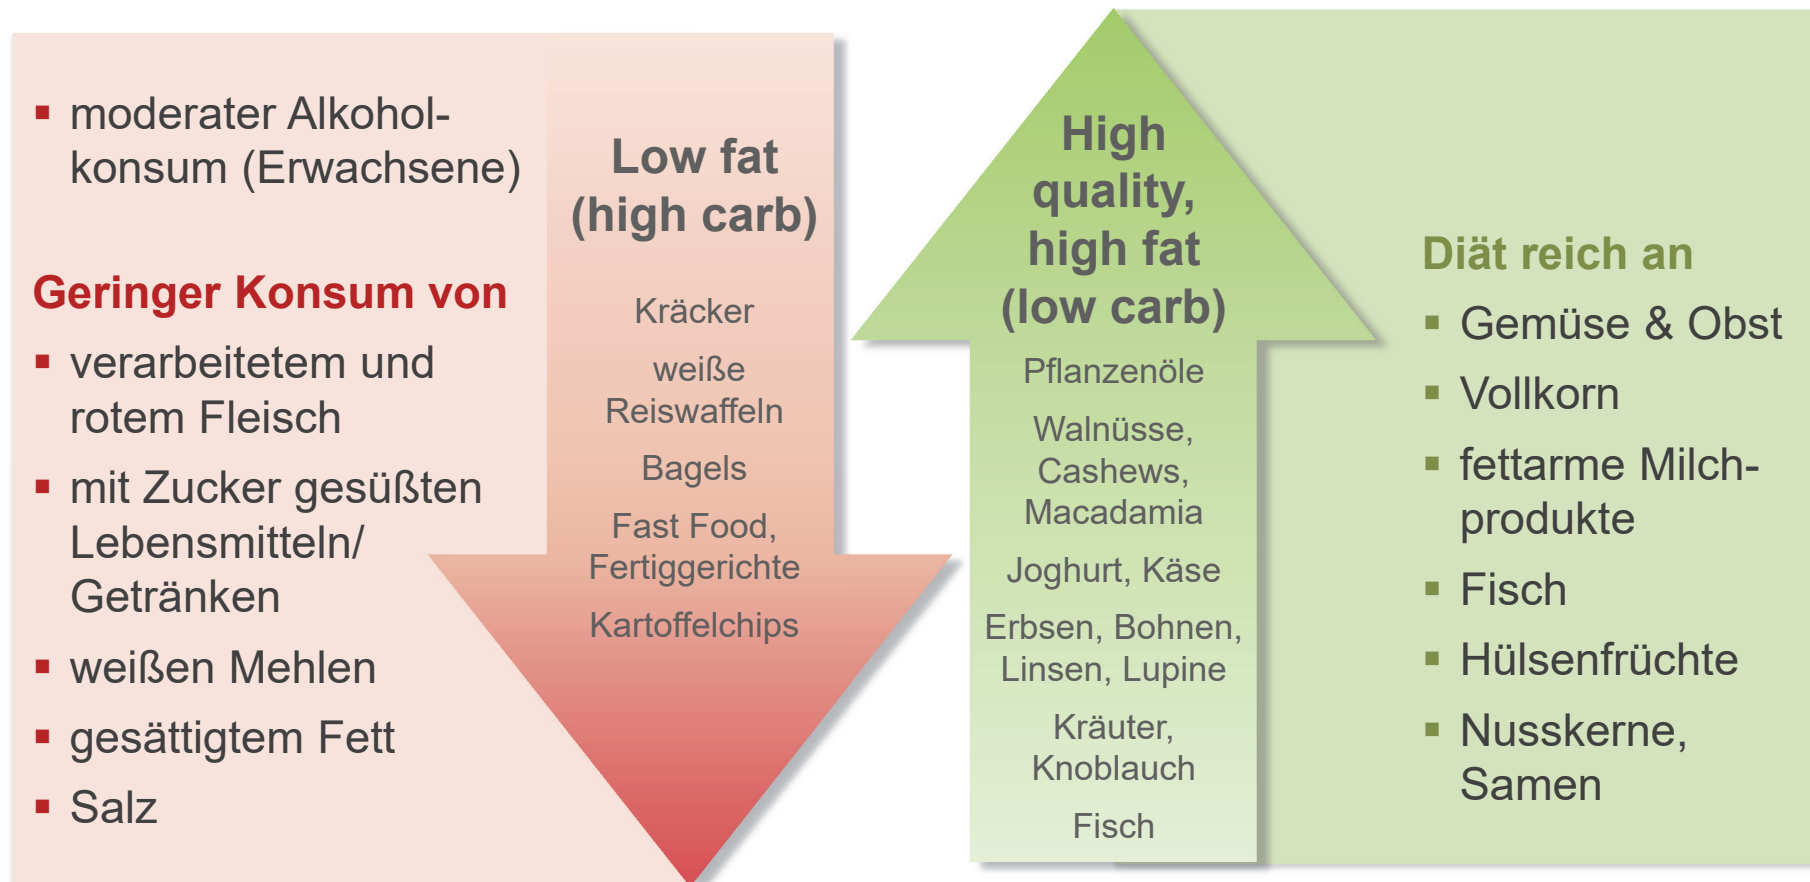 moderater Alkohol-
konsum (Erwachsene)
Geringer Konsum von
verarbeitetem und
rotem Fleisch
mit Zucker gesüßten
Lebensmitteln/
Getränken
weißen Mehlen
gesättigtem Fett
Salz
Low fat
(high carb)
Kräcker
weiße
Reiswaffeln
Bagels
Fast Food,
Fertiggerichte
Kartoffelchips
High
quality,
high fat
(low carb)
Pflanzenöle
Walnüsse,
Cashews,
Macadamia
Joghurt, Käse
Erbsen, Bohnen,
Linsen, Lupine
Kräuter,
Knoblauch
Fisch
Diät reich an
Gemüse & Obst
Vollkorn
fettarme Milch-
produkte
Fisch
Hülsenfrüchte
Nusskerne,
Samen